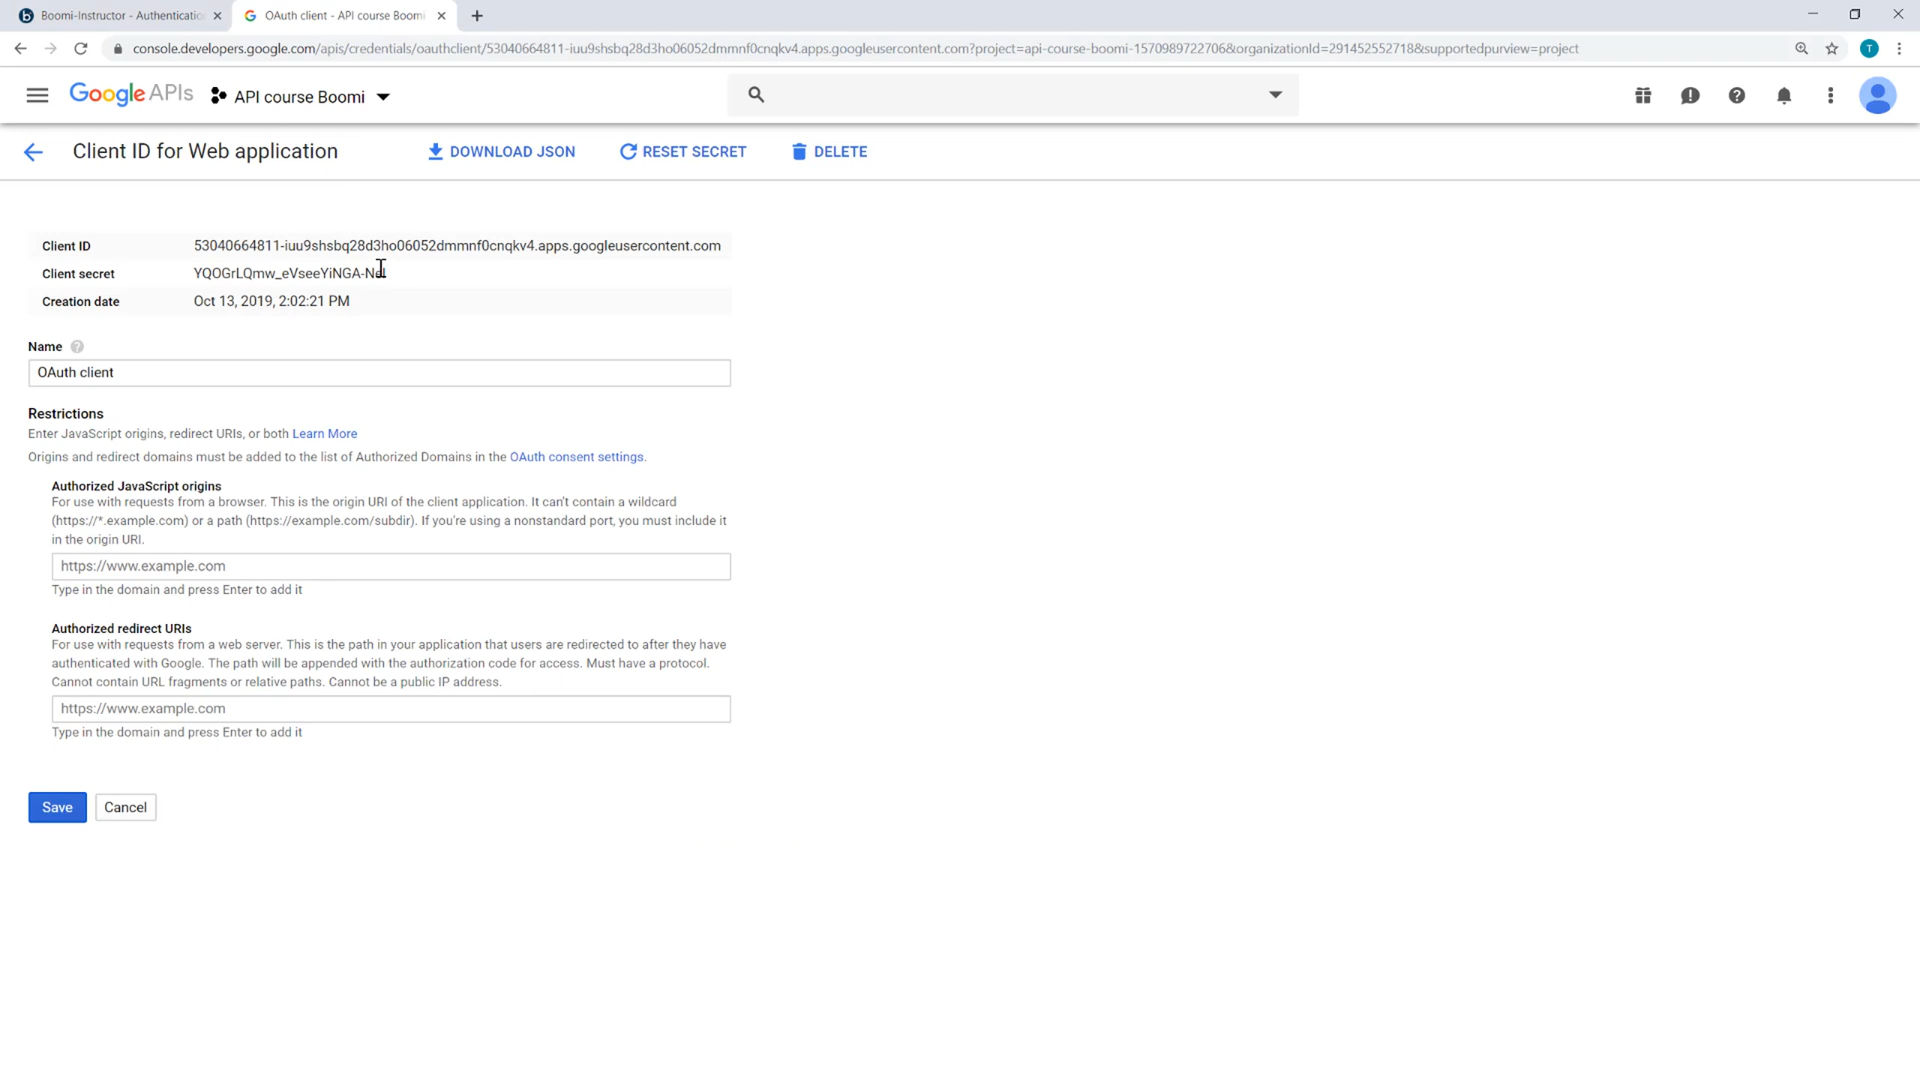 Boomi-Instructor - Authenticatio
OAuth client - API course Boomi
console.developers.google.com/apis/credentials/oauthclient/53040664811-iuu9shsbq28d3ho06052dmmnf0cnqkv4.apps.googleusercontent.com?project=api-course-boomi-1570989722706&organizationId=291452552718&supportedpurview=project
T
Google APIs
API course Boomi
Client ID for Web application
DOWNLOAD JSON
RESET SECRET
DELETE
Client ID 53040664811-iuu9shsbq28d3ho06052dmmnf0cnqkv4.apps.googleusercontent.com
Client secret
Creation date Oct 13, 2019, 2:02:21 PM
Name
OAuth client
Restrictions
Enter JavaScript origins, redirect URIs, or both Learn More
Origins and redirect domains must be added to the list of Authorized Domains in the OAuth consent settings.
Authorized JavaScript origins
For use with requests from a browser. This is the origin URI of the client application. It can't contain a wildcard
(https://*.example.com) or a path (https://example.com/subdir). If you're using a nonstandard port, you must include it
in the origin URI.
https://www.example.com
Type in the domain and press Enter to add it
Authorized redirect URIs
For use with requests from a web server. This is the path in your application that users are redirected to after they have
authenticated with Google. The path will be appended with the authorization code for access. Must have a protocol.
Cannot contain URL fragments or relative paths. Cannot be a public IP address.
https://www.example.com
Type in the domain and press Enter to add it
Save
Cancel